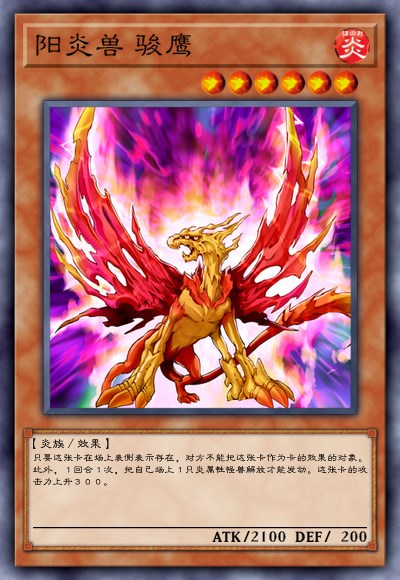 阳炎兽 骏鹰
ほのお
炎
【炎族／效果】
只要这张卡在场上表侧表示存在，对方不能把这张卡作为卡的效果的对象。
此外，1回合1次，把自己场上1只炎属性怪兽解放才能发动。这张卡的攻
击力上升３００。
ATK/2100 DEF/ 200